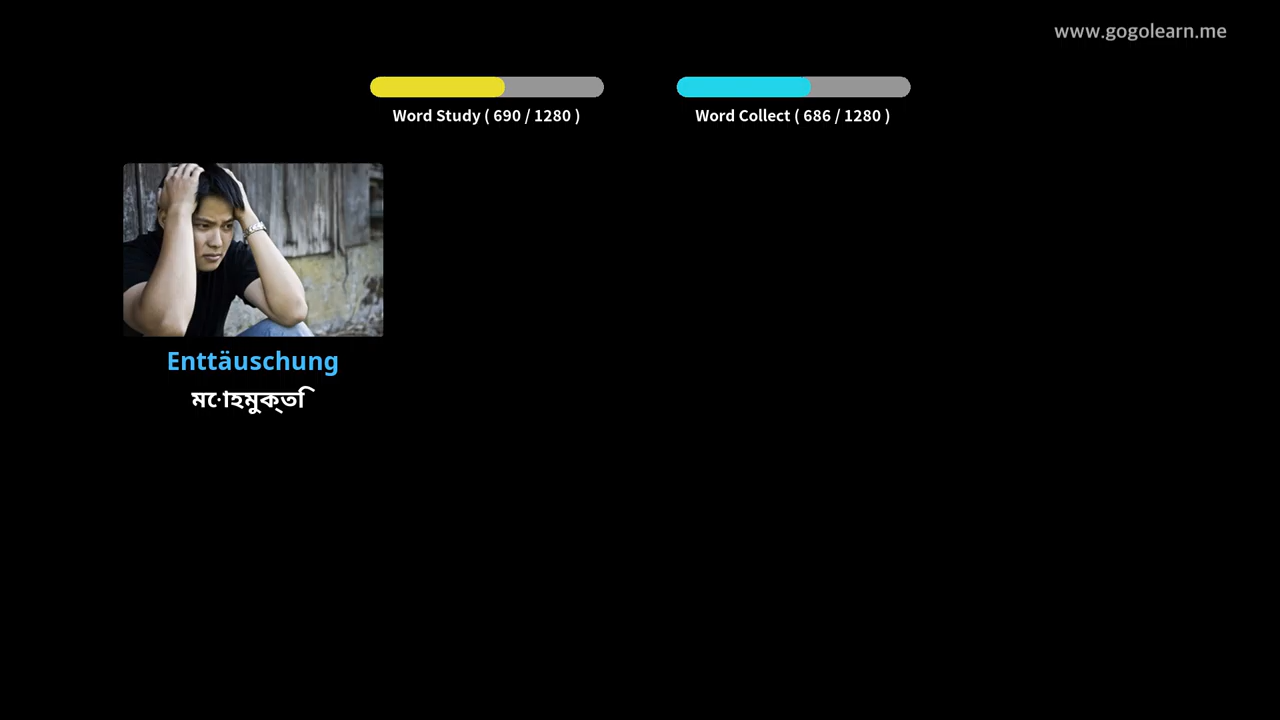 www.gogolearn.me
Word Study ( 690 / 1280 )
Word Collect ( 686 / 1280 )
Enttäuschung
মোহমুক্তি